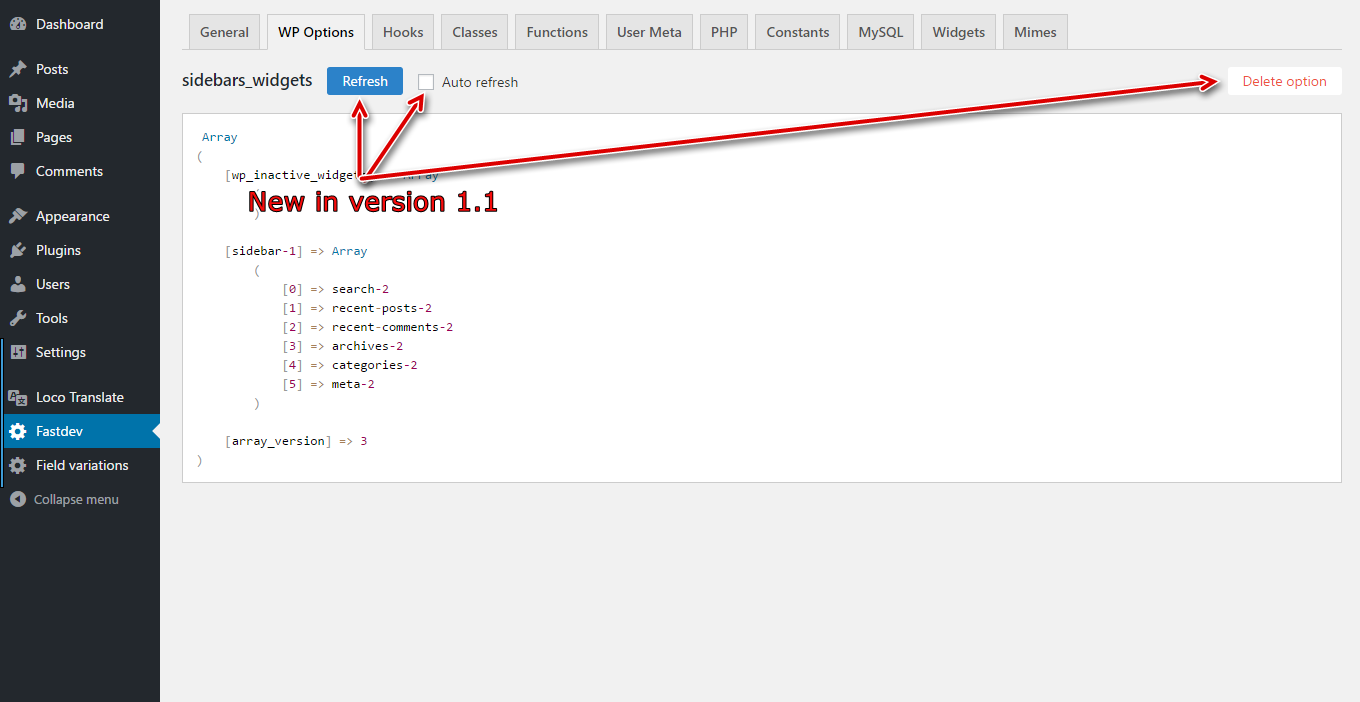 Dashboard
Posts
Media
Pages
Comments
Appearance
Plugins
Users
Tools
Settings
Loco Translate
Fastdev
Field variations
Collapse menu
General
WP Options
Hooks
Classes
Functions
User Meta
PHP
Constants
MySQL
Widgets
Mimes
sidebars_widgets
Refresh
Auto refresh
Delete option
Array
(
[wp_inactive_widget Array
New in version 1.1
)
[sidebar-1] => Array
(
[0] => search-2
[1] => recent-posts-2
[2] => recent-comments-2
[3] => archives-2
[4] => categories-2
[5] => meta-2
)
[array_version] => 3
)